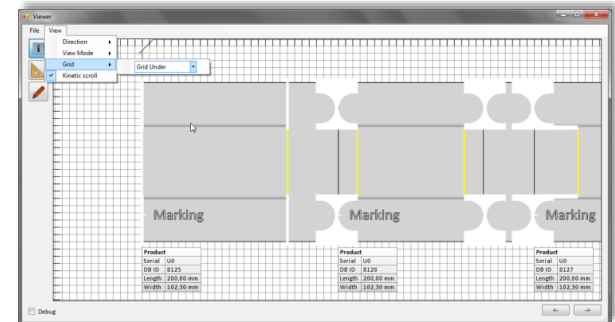 Viewer
File View
Direction
View Mode
Grid
Grid Under
Kinetic scroll
Marking Marking Marking
Product Product Product
Serial U0 Serial U0 Serial U0
DB ID 8125 DB ID 8126 DB ID 8127
Length 200,00 mm Length 200,00 mm Length 200,00 mm
Width 102,30 mm Width 102,30 mm Width 102,30 mm
Debug